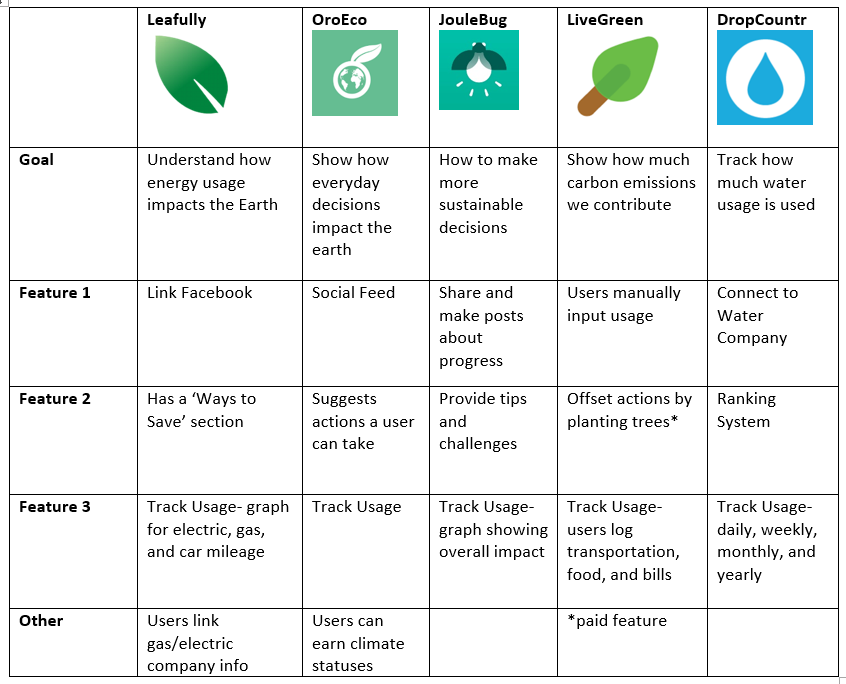 Leafully
OroEco
JouleBug
LiveGreen
DropCountr
Goal
Understand how
energy usage
impacts the Earth
Show how
everyday
decisions
impact the
earth
How to make
more
sustainable
decisions
Show how much
carbon emissions
we contribute
Track how
much water
usage is used
Feature 1
Link Facebook
Social Feed
Share and
make posts
about
progress
Users manually
input usage
Connect to
Water
Company
Feature 2
Has a ‘Ways to
Save’ section
Suggests
actions a user
can take
Provide tips
and
challenges
Offset actions by
planting trees*
Ranking
System
Feature 3
Track Usage- graph
for electric, gas,
and car mileage
Track Usage
Track Usage-
graph showing
overall impact
Track Usage-
users log
transportation,
food, and bills
Track Usage-
daily, weekly,
monthly, and
yearly
Other
Users link
gas/electric
company info
Users can
earn climate
statuses
*paid feature